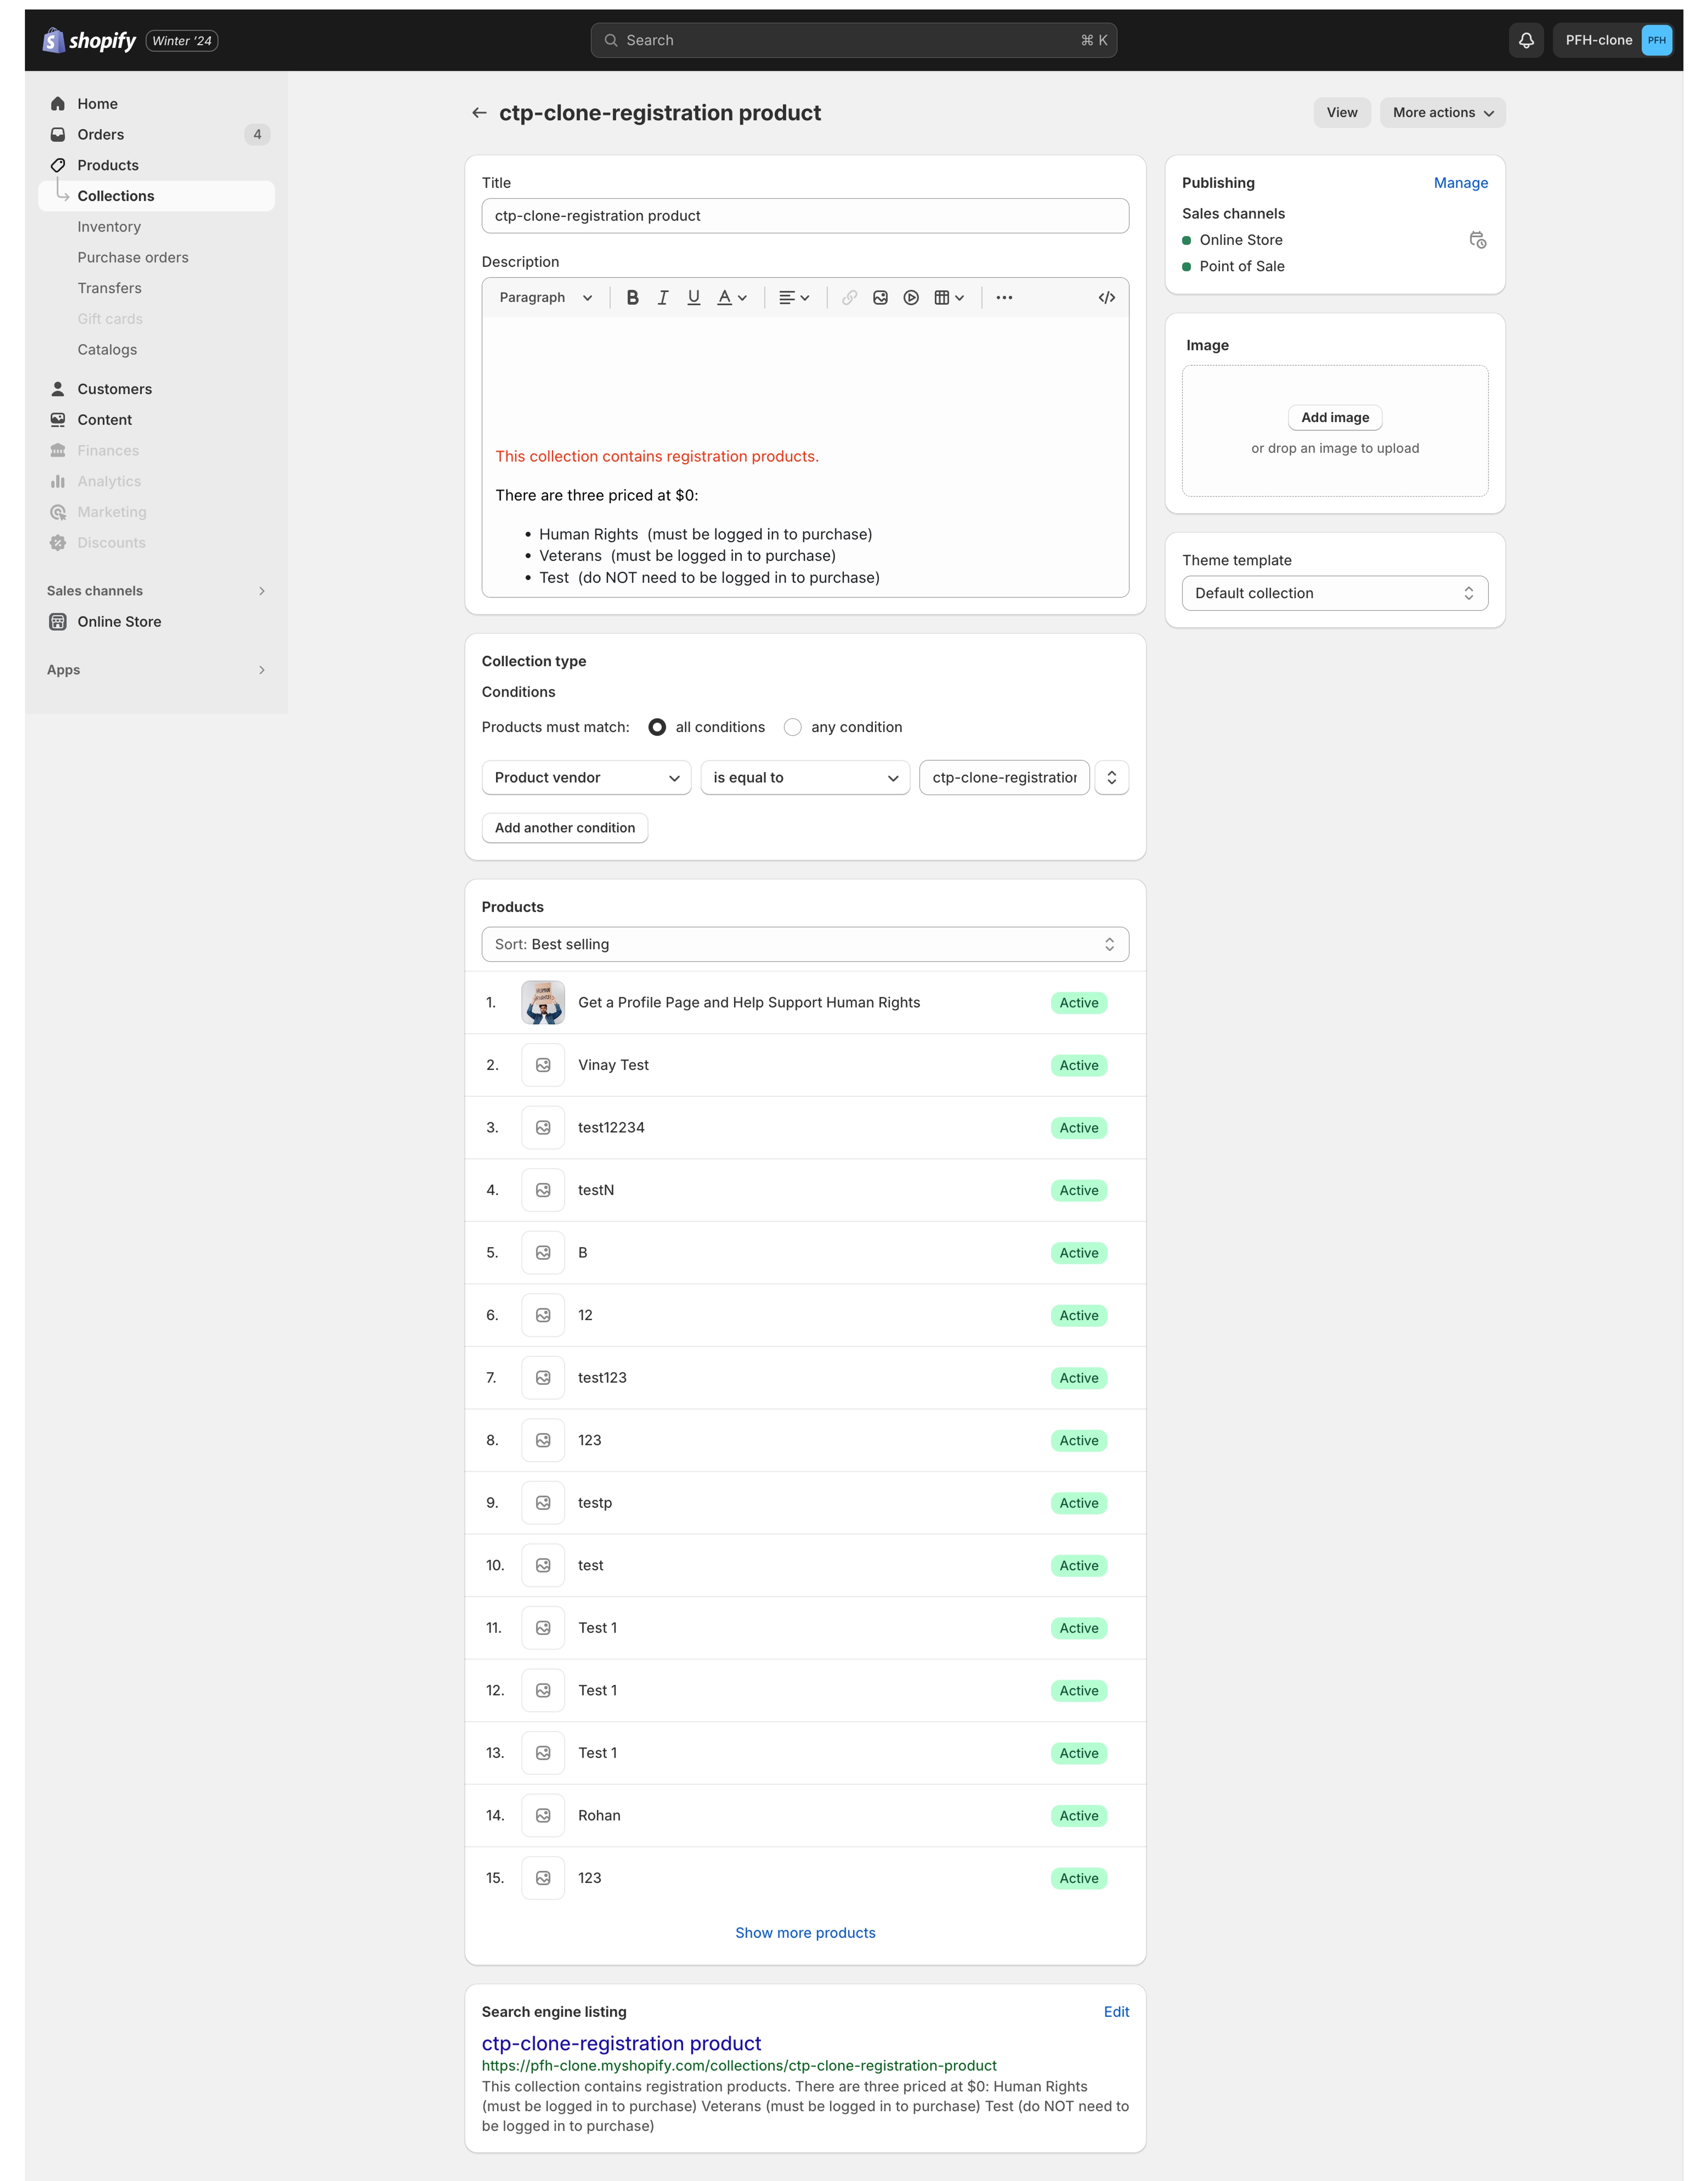 shopify Winter '24
Search ⌘ K
PFH-clone PFH
Home
Orders 4
Products
Collections
Inventory
Purchase orders
Transfers
Gift cards
Catalogs
Customers
Content
Finances
Analytics
Marketing
Discounts
Sales channels
Online Store
Apps
ctp-clone-registration product
View
More actions
Title
ctp-clone-registration product
Description
Paragraph
This collection contains registration products.
There are three priced at $0:
• Human Rights (must be logged in to purchase)
• Veterans (must be logged in to purchase)
• Test (do NOT need to be logged in to purchase)
Collection type
Conditions
Products must match: all conditions any condition
Product vendor is equal to ctp-clone-registration
Add another condition
Products
Sort: Best selling
1. Get a Profile Page and Help Support Human Rights Active
2. Vinay Test Active
3. test12234 Active
4. testN Active
5. B Active
6. 12 Active
7. test123 Active
8. 123 Active
9. testp Active
10. test Active
11. Test 1 Active
12. Test 1 Active
13. Test 1 Active
14. Rohan Active
15. 123 Active
Show more products
Search engine listing Edit
ctp-clone-registration product
https://pfh-clone.myshopify.com/collections/ctp-clone-registration-product
This collection contains registration products. There are three priced at $0: Human Rights
(must be logged in to purchase) Veterans (must be logged in to purchase) Test (do NOT need to
be logged in to purchase)
Publishing Manage
Sales channels
Online Store
Point of Sale
Image
Add image
or drop an image to upload
Theme template
Default collection